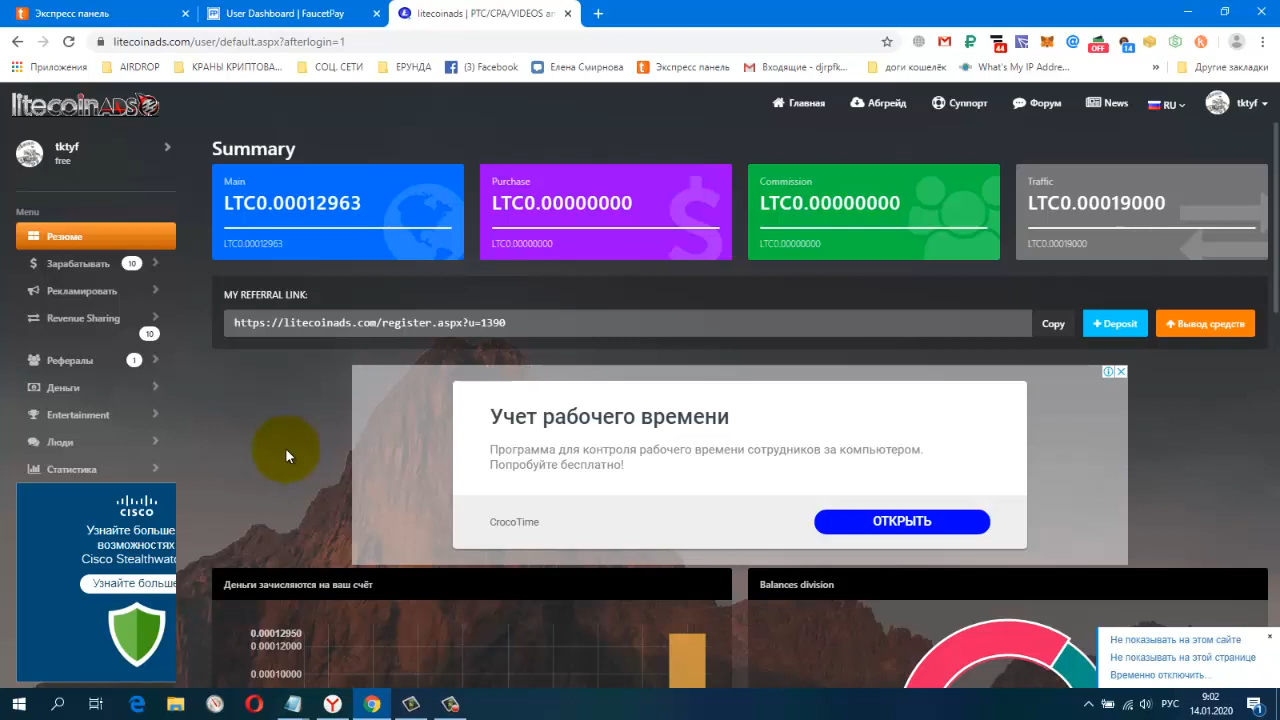 Экспресс панель
User Dashboard | FaucetPay
litecoinads | PTC/CPA/VIDEOS an
litecoinads.com/user/default.aspx?afterlogin=1
44
OFF
14
Приложения
AIRDROP
КРАНЫ КРИПТОВА...
СОЦ. СЕТИ
ЕРУНДА
(3) Facebook
Елена Смирнова
Экспресс панель
Входящие - djrpfk...
доги кошелёк
What's My IP Addre...
»
Другие закладки
litecoinADS
Главная
Абгрейд
Суппорт
Форум
News
RU
tktyf
tktyf
free
Menu
Резюме
Зарабатывать
10
Рекламировать
Revenue Sharing
10
Рефералы
1
Деньги
Entertainment
Люди
Статистика
CISCO
Узнайте больше
возможностях
Cisco Stealthwatc
Узнайте больше
Summary
Main
LTC0.00012963
LTC0.00012963
Purchase
LTC0.00000000
LTC0.00000000
Commission
LTC0.00000000
LTC0.00000000
Traffic
LTC0.00019000
LTC0.00019000
MY REFERRAL LINK:
https://litecoinads.com/register.aspx?u=1390
Copy
Deposit
Вывод средств
Учет рабочего времени
Программа для контроля рабочего времени сотрудников за компьютером.
Попробуйте бесплатно!
CrocoTime
ОТКРЫТЬ
Деньги зачисляются на ваш счёт
0.00012950
0.00012000
0.00010000
Balances division
Не показывать на этом сайте
Не показывать на этой странице
Временно отключить...
РУС
9:02
14.01.2020
1